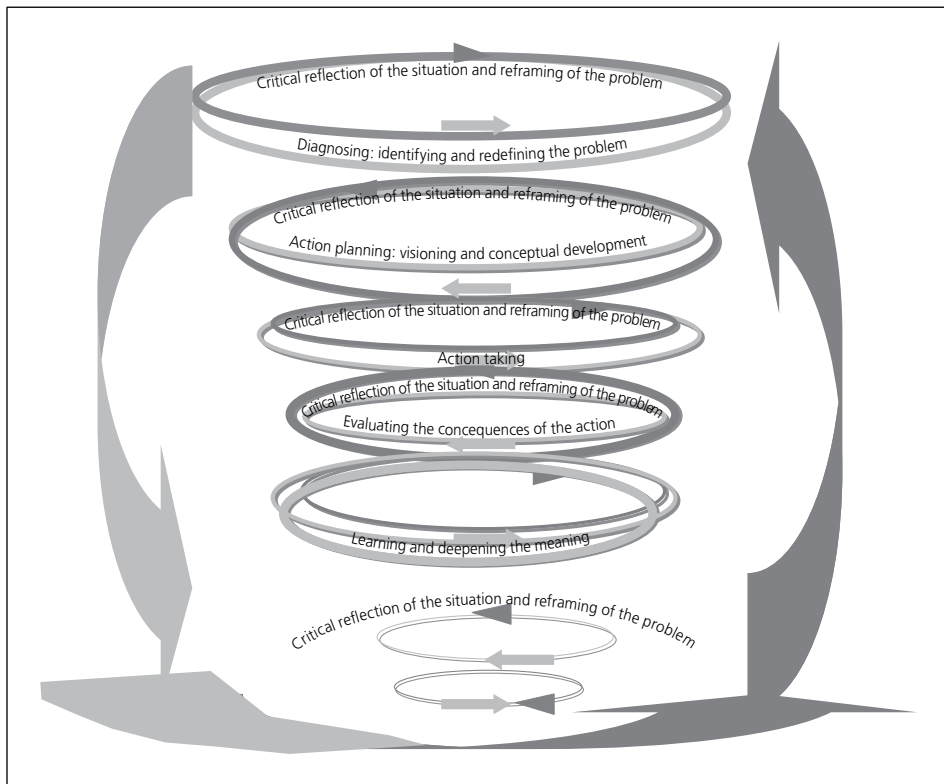 Critical reflection of the situation and reframing of the problem
Diagnosing: identifying and redefining the problem
Critical reflection of the situation and reframing of the problem
Action planning: visioning and conceptual development
Critical reflection of the situation and reframing of the problem
Action taking
Critical reflection of the situation and reframing of the problem
Evaluating the concequences of the action
Learning and deepening the meaning
Critical reflection of the situation and reframing of the problem